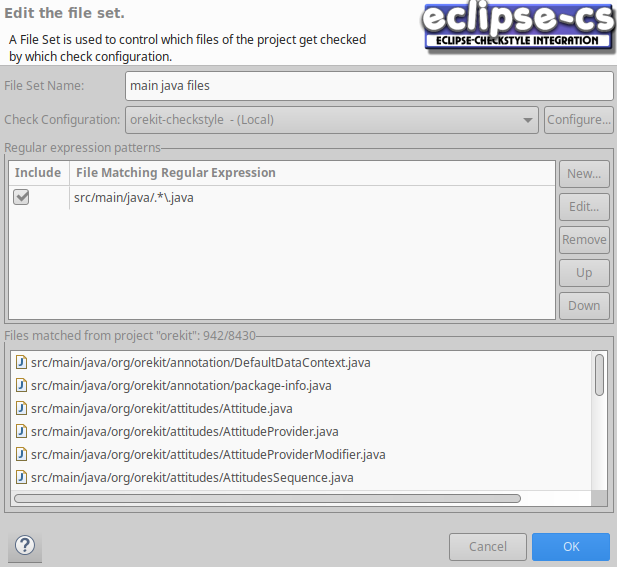 Edit the file set.
eclipse-cs
ECLIPSE-CHECKSTYLE INTEGRATION
A File Set is used to control which files of the project get checked
by which check configuration.
File Set Name: main java files
Check Configuration: orekit-checkstyle - (Local) Configure...
Regular expression patterns
Include File Matching Regular Expression
src/main/java/.*\.java
New...
Edit...
Remove
Up
Down
Files matched from project "orekit": 942/8430
src/main/java/org/orekit/annotation/DefaultDataContext.java
src/main/java/org/orekit/annotation/package-info.java
src/main/java/org/orekit/attitudes/Attitude.java
src/main/java/org/orekit/attitudes/AttitudeProvider.java
src/main/java/org/orekit/attitudes/AttitudeProviderModifier.java
src/main/java/org/orekit/attitudes/AttitudesSequence.java
? Cancel OK